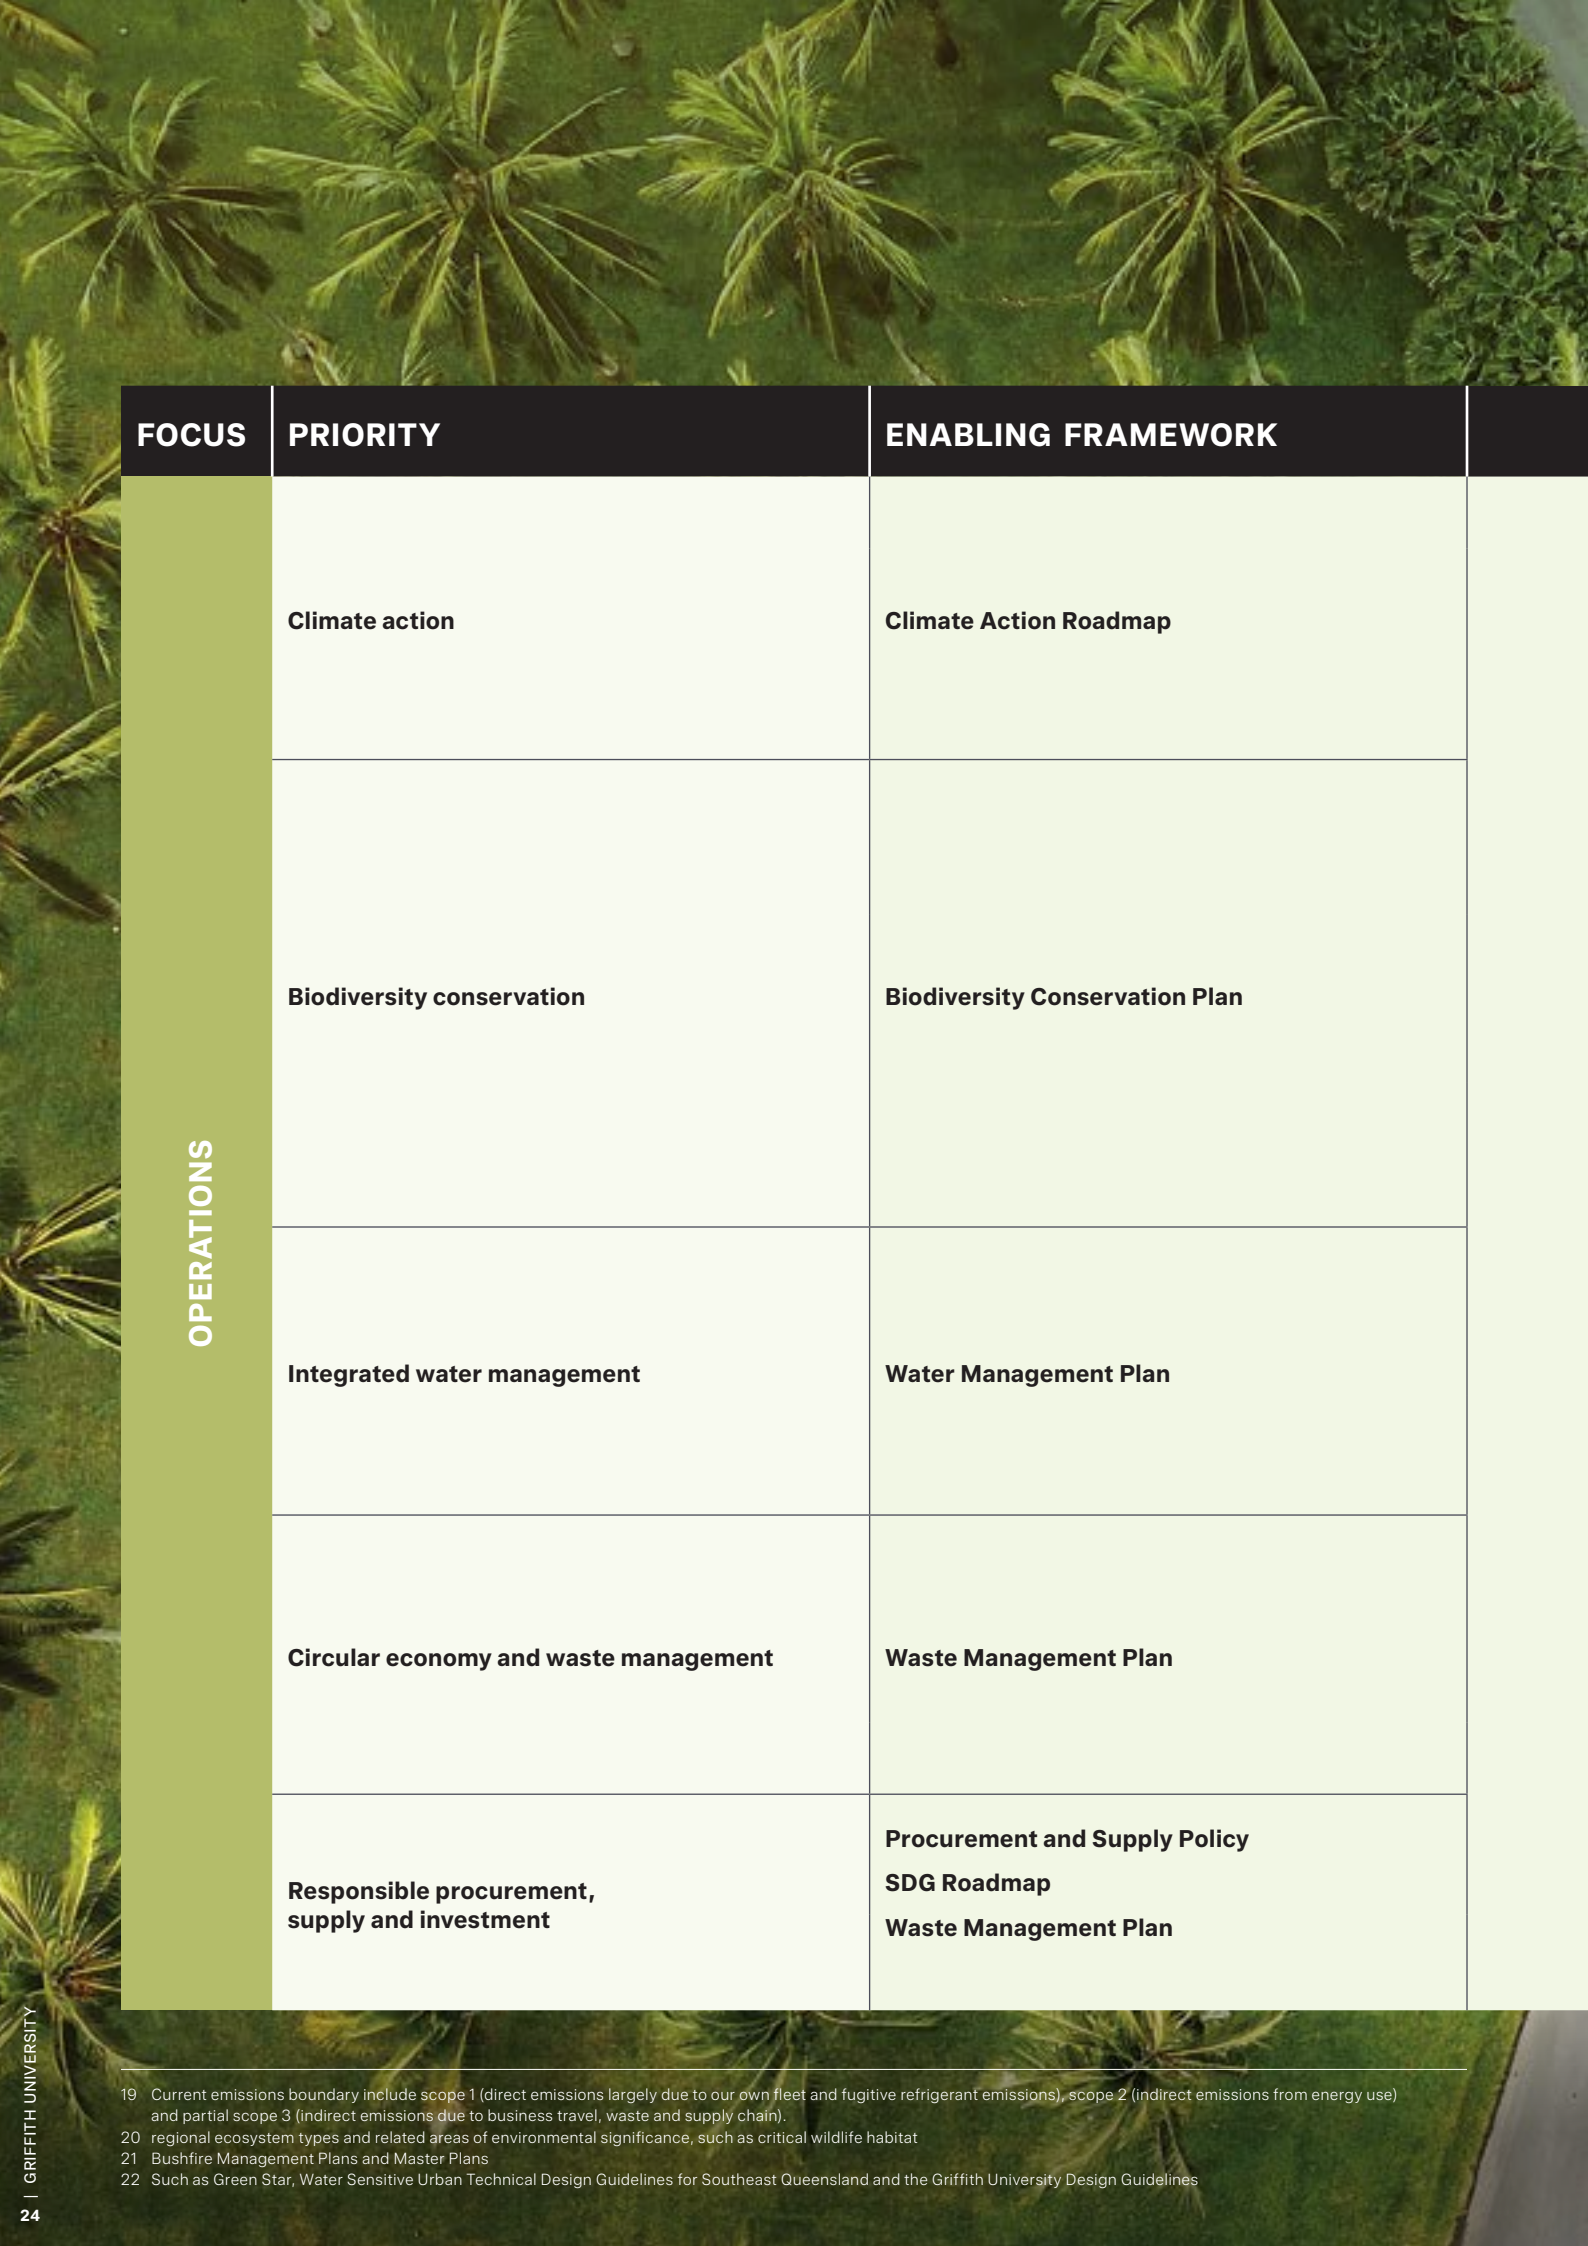 FOCUS
PRIORITY
ENABLING FRAMEWORK
OPERATIONS
Climate action
Climate Action Roadmap
Biodiversity conservation
Biodiversity Conservation Plan
Integrated water management
Water Management Plan
Circular economy and waste management
Waste Management Plan
Responsible procurement,
supply and investment
Procurement and Supply Policy
SDG Roadmap
Waste Management Plan
19 Current emissions boundary include scope 1 (direct emissions largely due to our own fleet and fugitive refrigerant emissions), scope 2 (indirect emissions from energy use)
and partial scope 3 (indirect emissions due to business travel, waste and supply chain).
20 regional ecosystem types and related areas of environmental significance, such as critical wildlife habitat
21 Bushfire Management Plans and Master Plans
22 Such as Green Star, Water Sensitive Urban Technical Design Guidelines for Southeast Queensland and the Griffith University Design Guidelines
| GRIFFITH UNIVERSITY
24